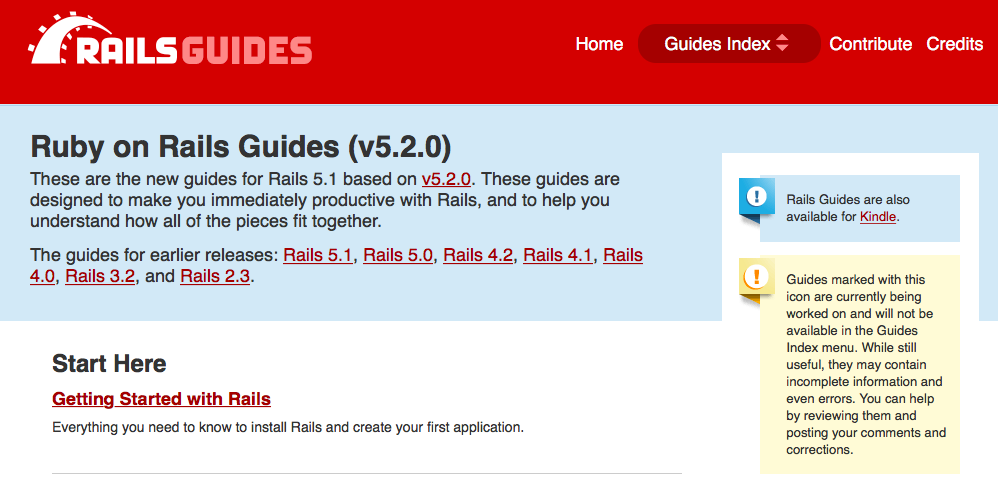 RAILSGUIDES
Home
Guides Index
Contribute
Credits
Ruby on Rails Guides (v5.2.0)
These are the new guides for Rails 5.1 based on v5.2.0. These guides are
designed to make you immediately productive with Rails, and to help you
understand how all of the pieces fit together.
The guides for earlier releases: Rails 5.1, Rails 5.0, Rails 4.2, Rails 4.1, Rails
4.0, Rails 3.2, and Rails 2.3.
Rails Guides are also
available for Kindle.
Guides marked with this
icon are currently being
worked on and will not be
available in the Guides
Index menu. While still
useful, they may contain
incomplete information and
even errors. You can help
by reviewing them and
posting your comments and
corrections.
Start Here
Getting Started with Rails
Everything you need to know to install Rails and create your first application.